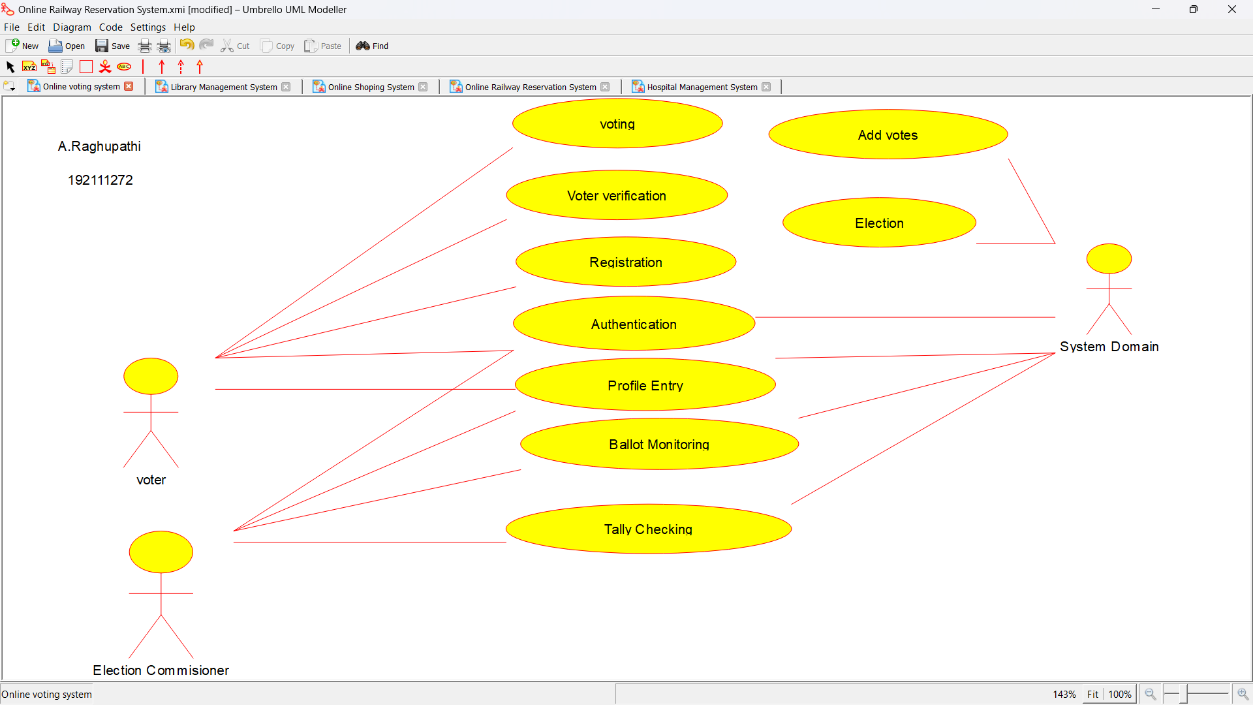 Online Railway Reservation System.xmi [modified] – Umbrello UML Modeller
File Edit Diagram Code Settings Help
New Open Save Cut Copy Paste Find
XYZ
Online voting system Library Management System Online Shoping System Online Railway Reservation System Hospital Management System
A.Raghupathi
192111272
voting
Add votes
Voter verification
Election
Registration
Authentication
System Domain
Profile Entry
Ballot Monitoring
voter
Tally Checking
Election Commisioner
Online voting system 143% Fit 100%